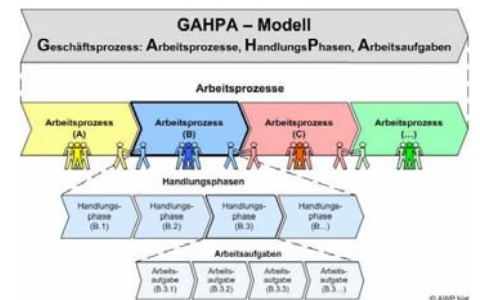 GAHPA – Modell
Geschäftsprozess: Arbeitsprozesse, HandlungsPhasen, Arbeitsaufgaben
Arbeitsprozesse
Arbeitsprozess
(A)
Arbeitsprozess
(B)
Arbeitsprozess
(C)
Arbeitsprozess
(...)
Handlungsphasen
Handlungs-
phase
(B.1)
Handlungs-
phase
(B.2)
Handlungs-
phase
(B.3)
Handlungs-
phase
(B...)
Arbeitsaufgaben
Arbeits-
aufgabe
(B.3.1)
Arbeits-
aufgabe
(B.3.2)
Arbeits-
aufgabe
(B.3.3)
Arbeits-
aufgabe
(B.3....)